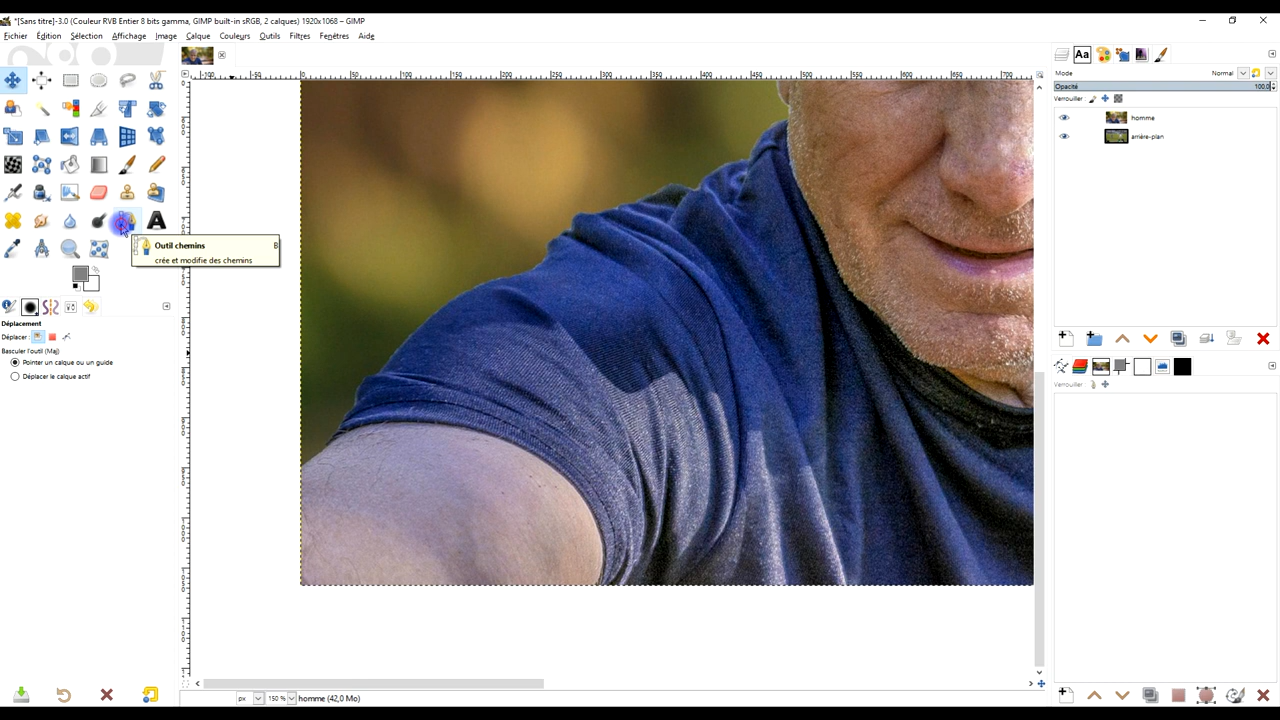 *[Sans titre]-3.0 (Couleur RVB Entier 8 bits gamma, GIMP built-in sRGB, 2 calques) 1920x1068 – GIMP
Fichier Édition Sélection Affichage Image Calque Couleurs Outils Filtres Fenêtres Aide
Mode Normal
Opacité 100,0
Verrouiller :
homme
arrière-plan
Outil chemins B
crée et modifie des chemins
Déplacement
Déplacer :
Basculer l'outil (Maj)
Pointer un calque ou un guide
Déplacer le calque actif
Verrouiller :
px 150 % homme (42,0 Mo)